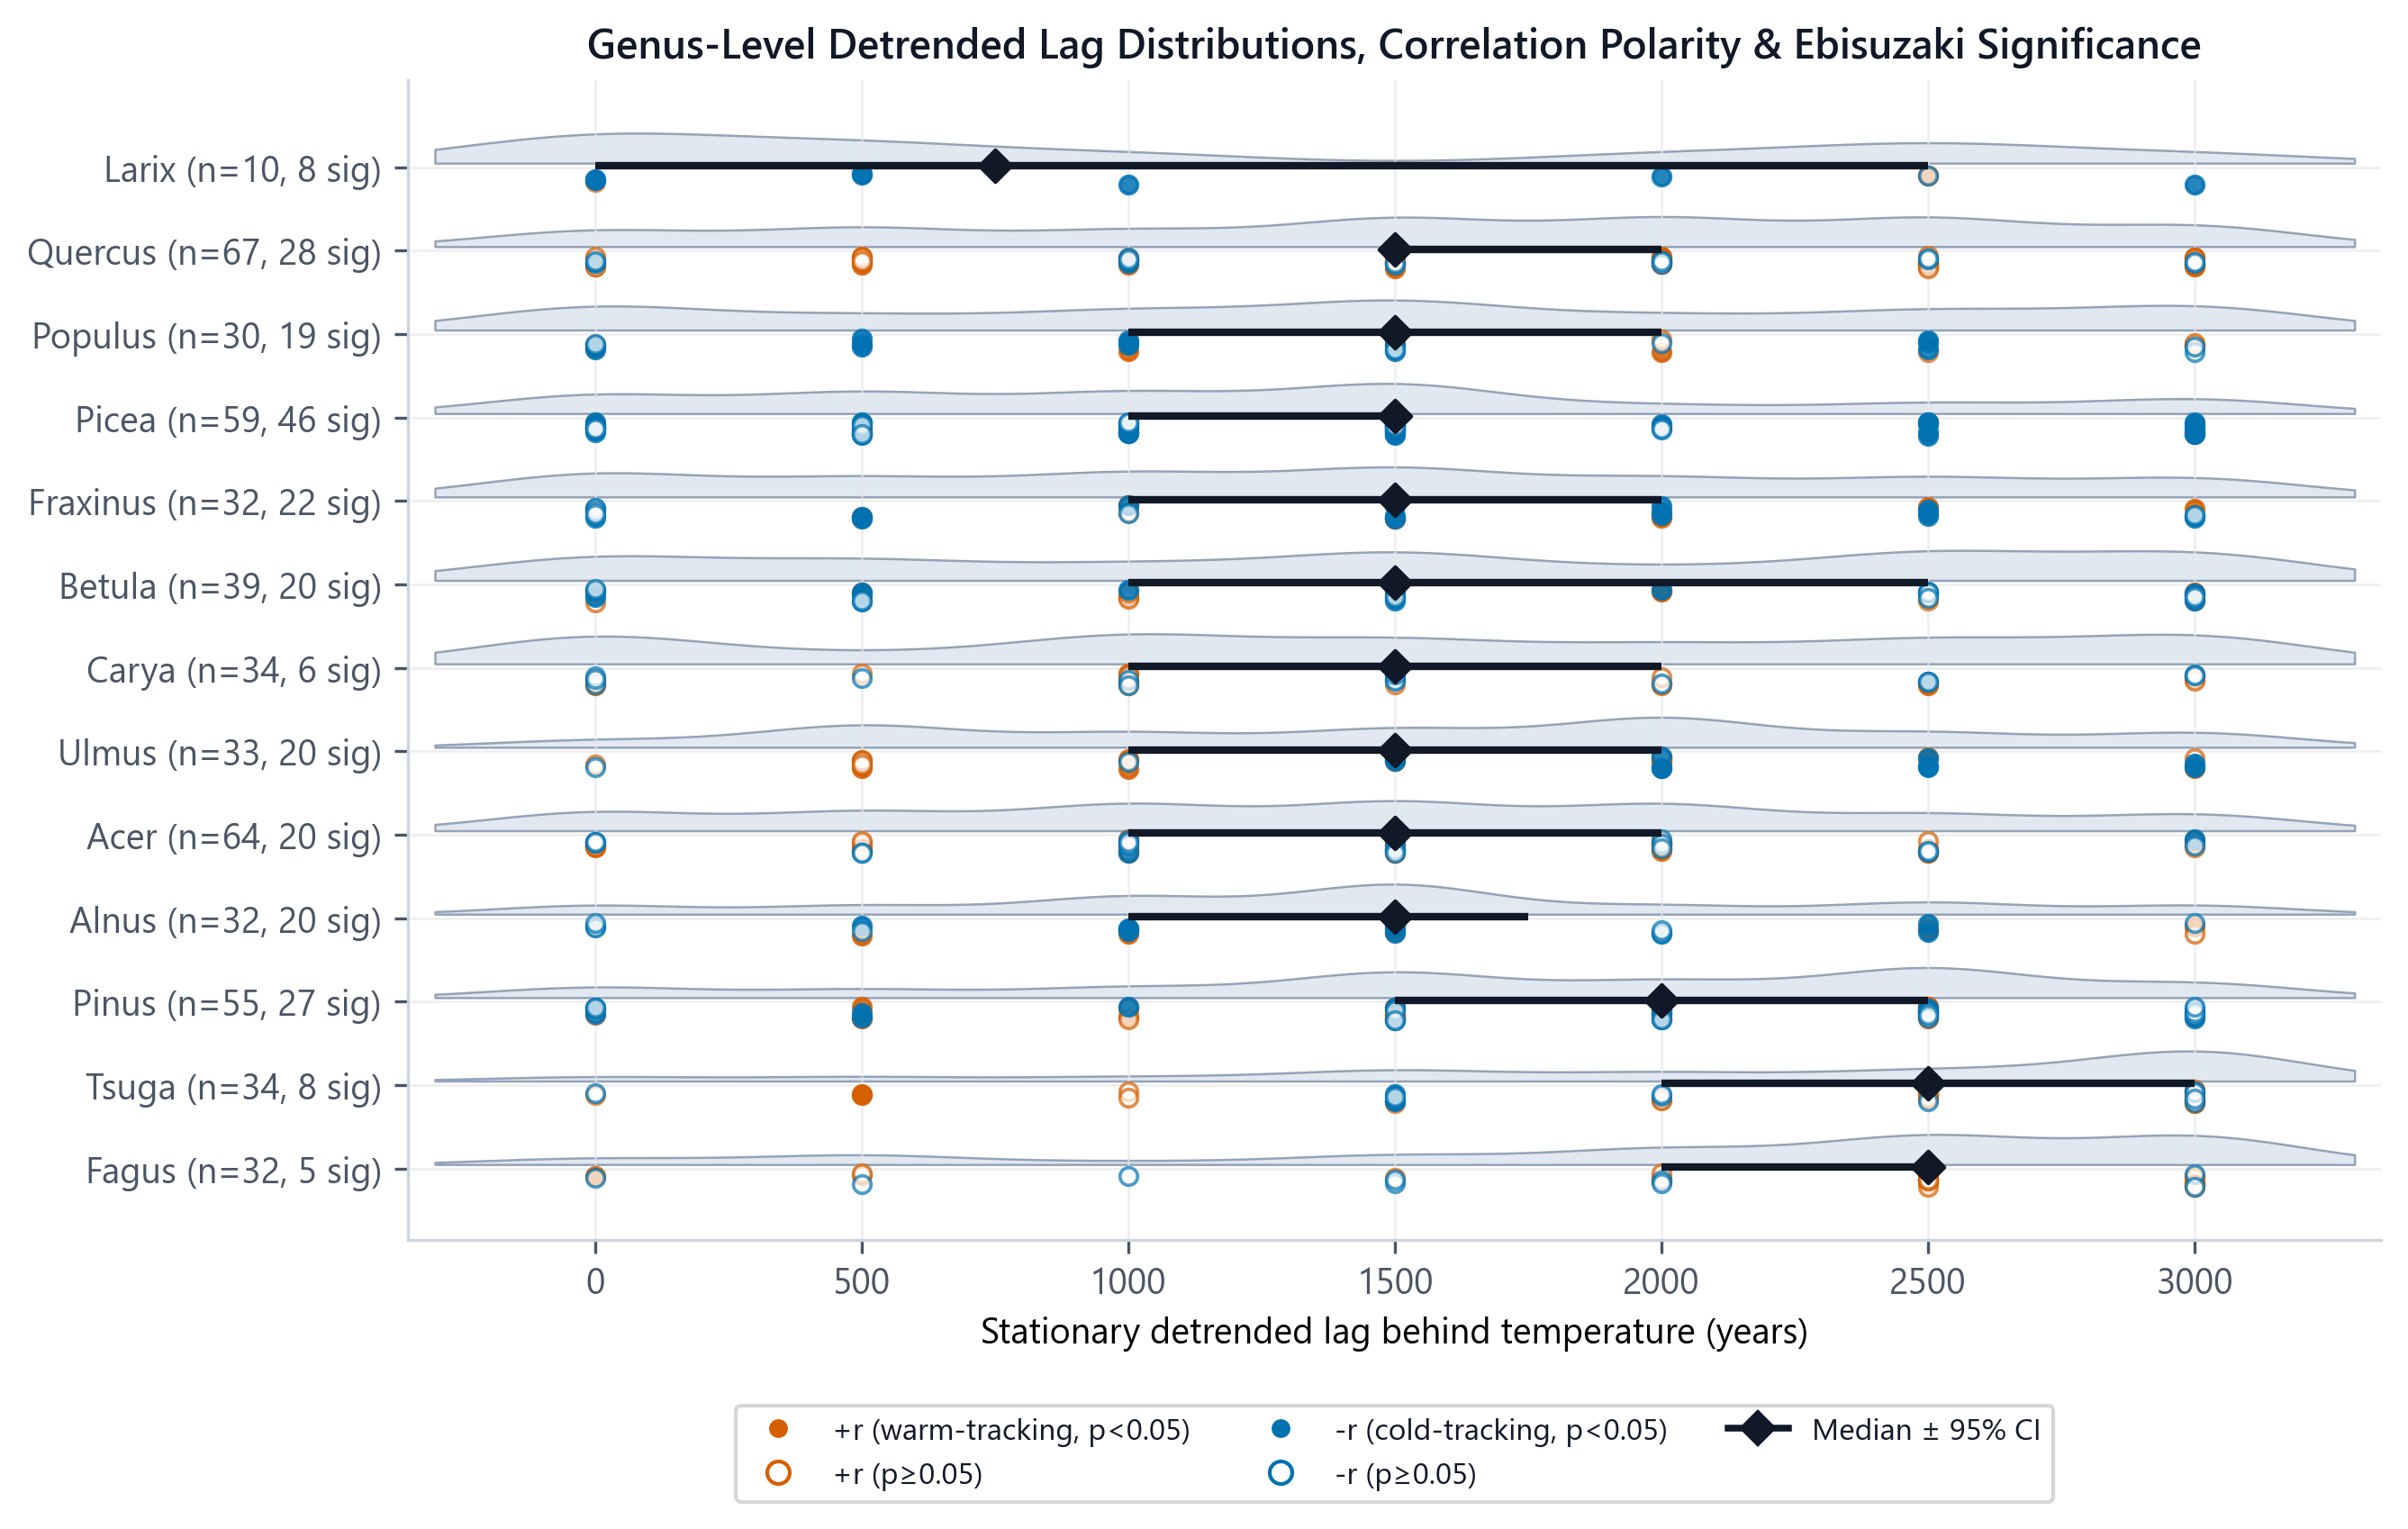 Genus-Level Detrended Lag Distributions, Correlation Polarity & Ebisuzaki Significance
Larix (n=10, 8 sig)
Quercus (n=67, 28 sig)
Populus (n=30, 19 sig)
Picea (n=59, 46 sig)
Fraxinus (n=32, 22 sig)
Betula (n=39, 20 sig)
Carya (n=34, 6 sig)
Ulmus (n=33, 20 sig)
Acer (n=64, 20 sig)
Alnus (n=32, 20 sig)
Pinus (n=55, 27 sig)
Tsuga (n=34, 8 sig)
Fagus (n=32, 5 sig)
0 500 1000 1500 2000 2500 3000
Stationary detrended lag behind temperature (years)
+r (warm-tracking, p<0.05) -r (cold-tracking, p<0.05) Median ± 95% CI
+r (p≥0.05) -r (p≥0.05)